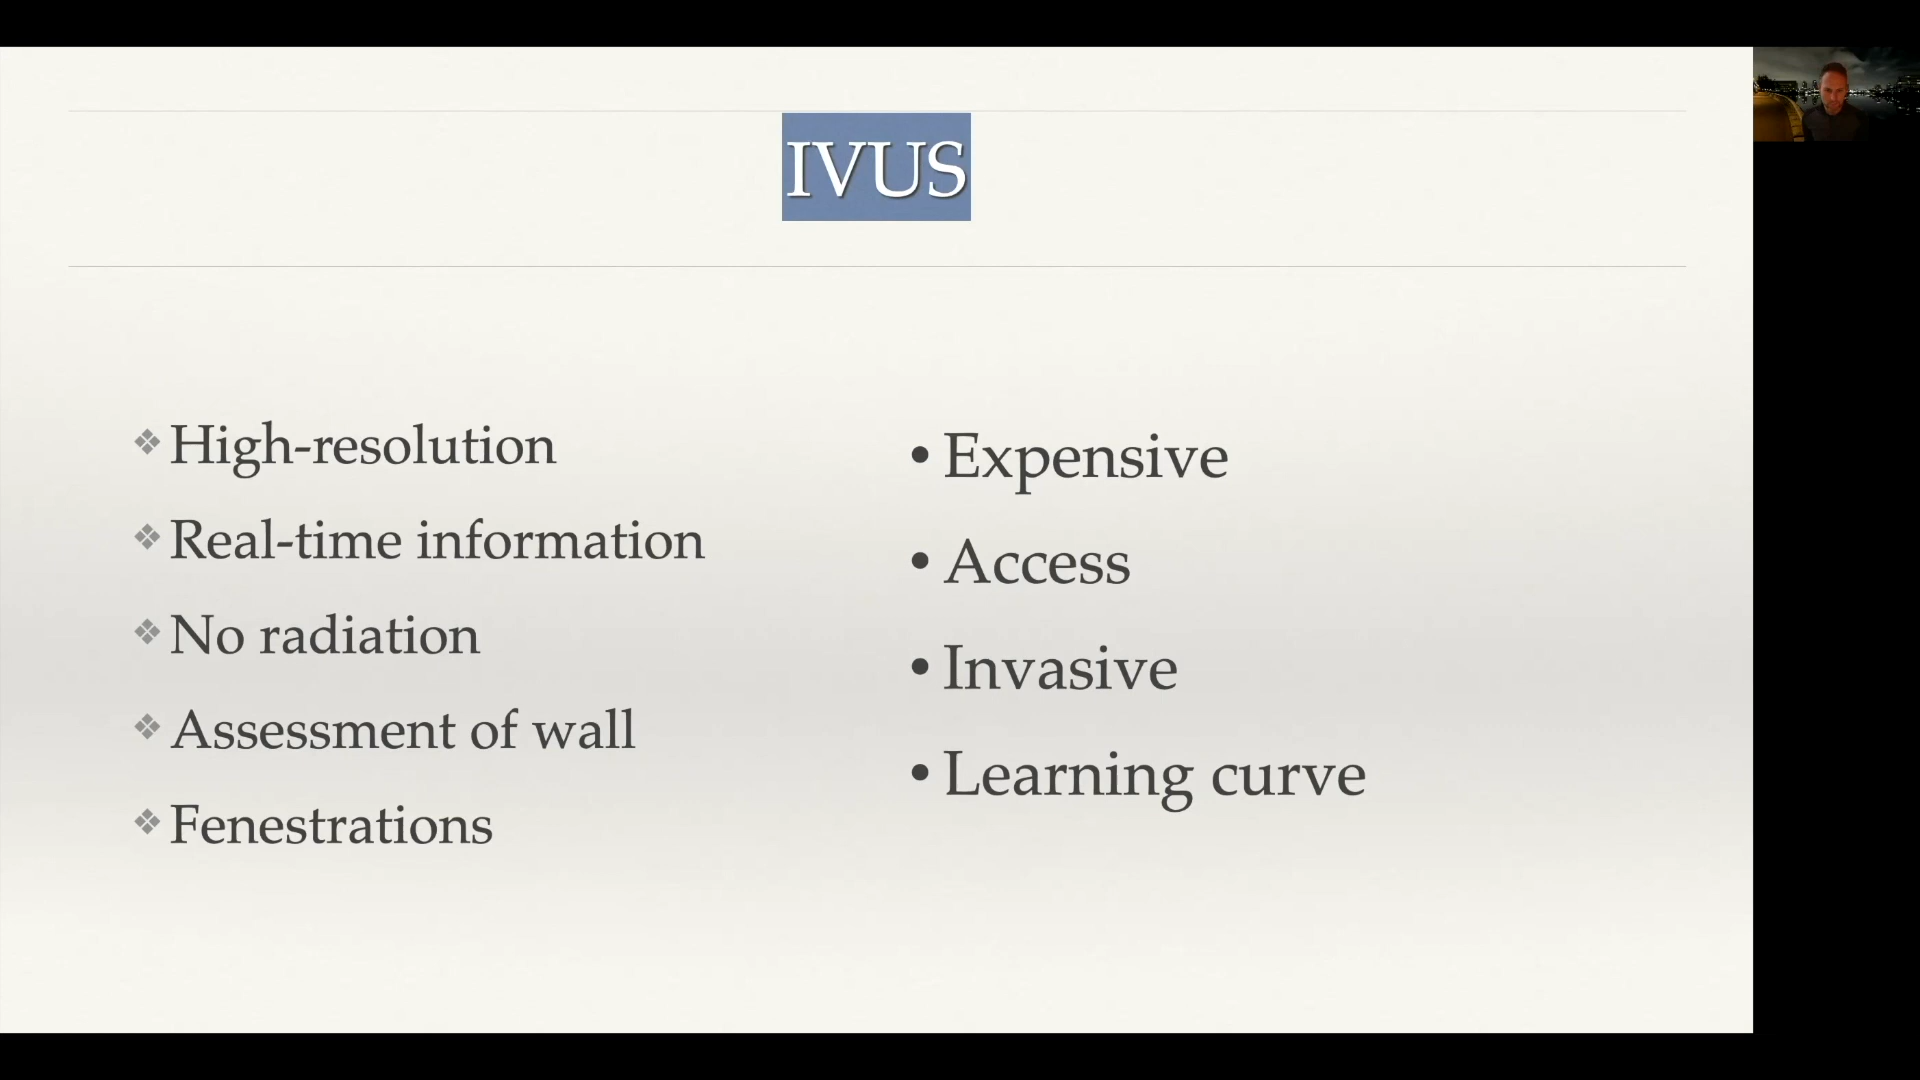 IVUS
❖ High-resolution
❖ Real-time information
❖ No radiation
❖ Assessment of wall
❖ Fenestrations
• Expensive
• Access
• Invasive
• Learning curve